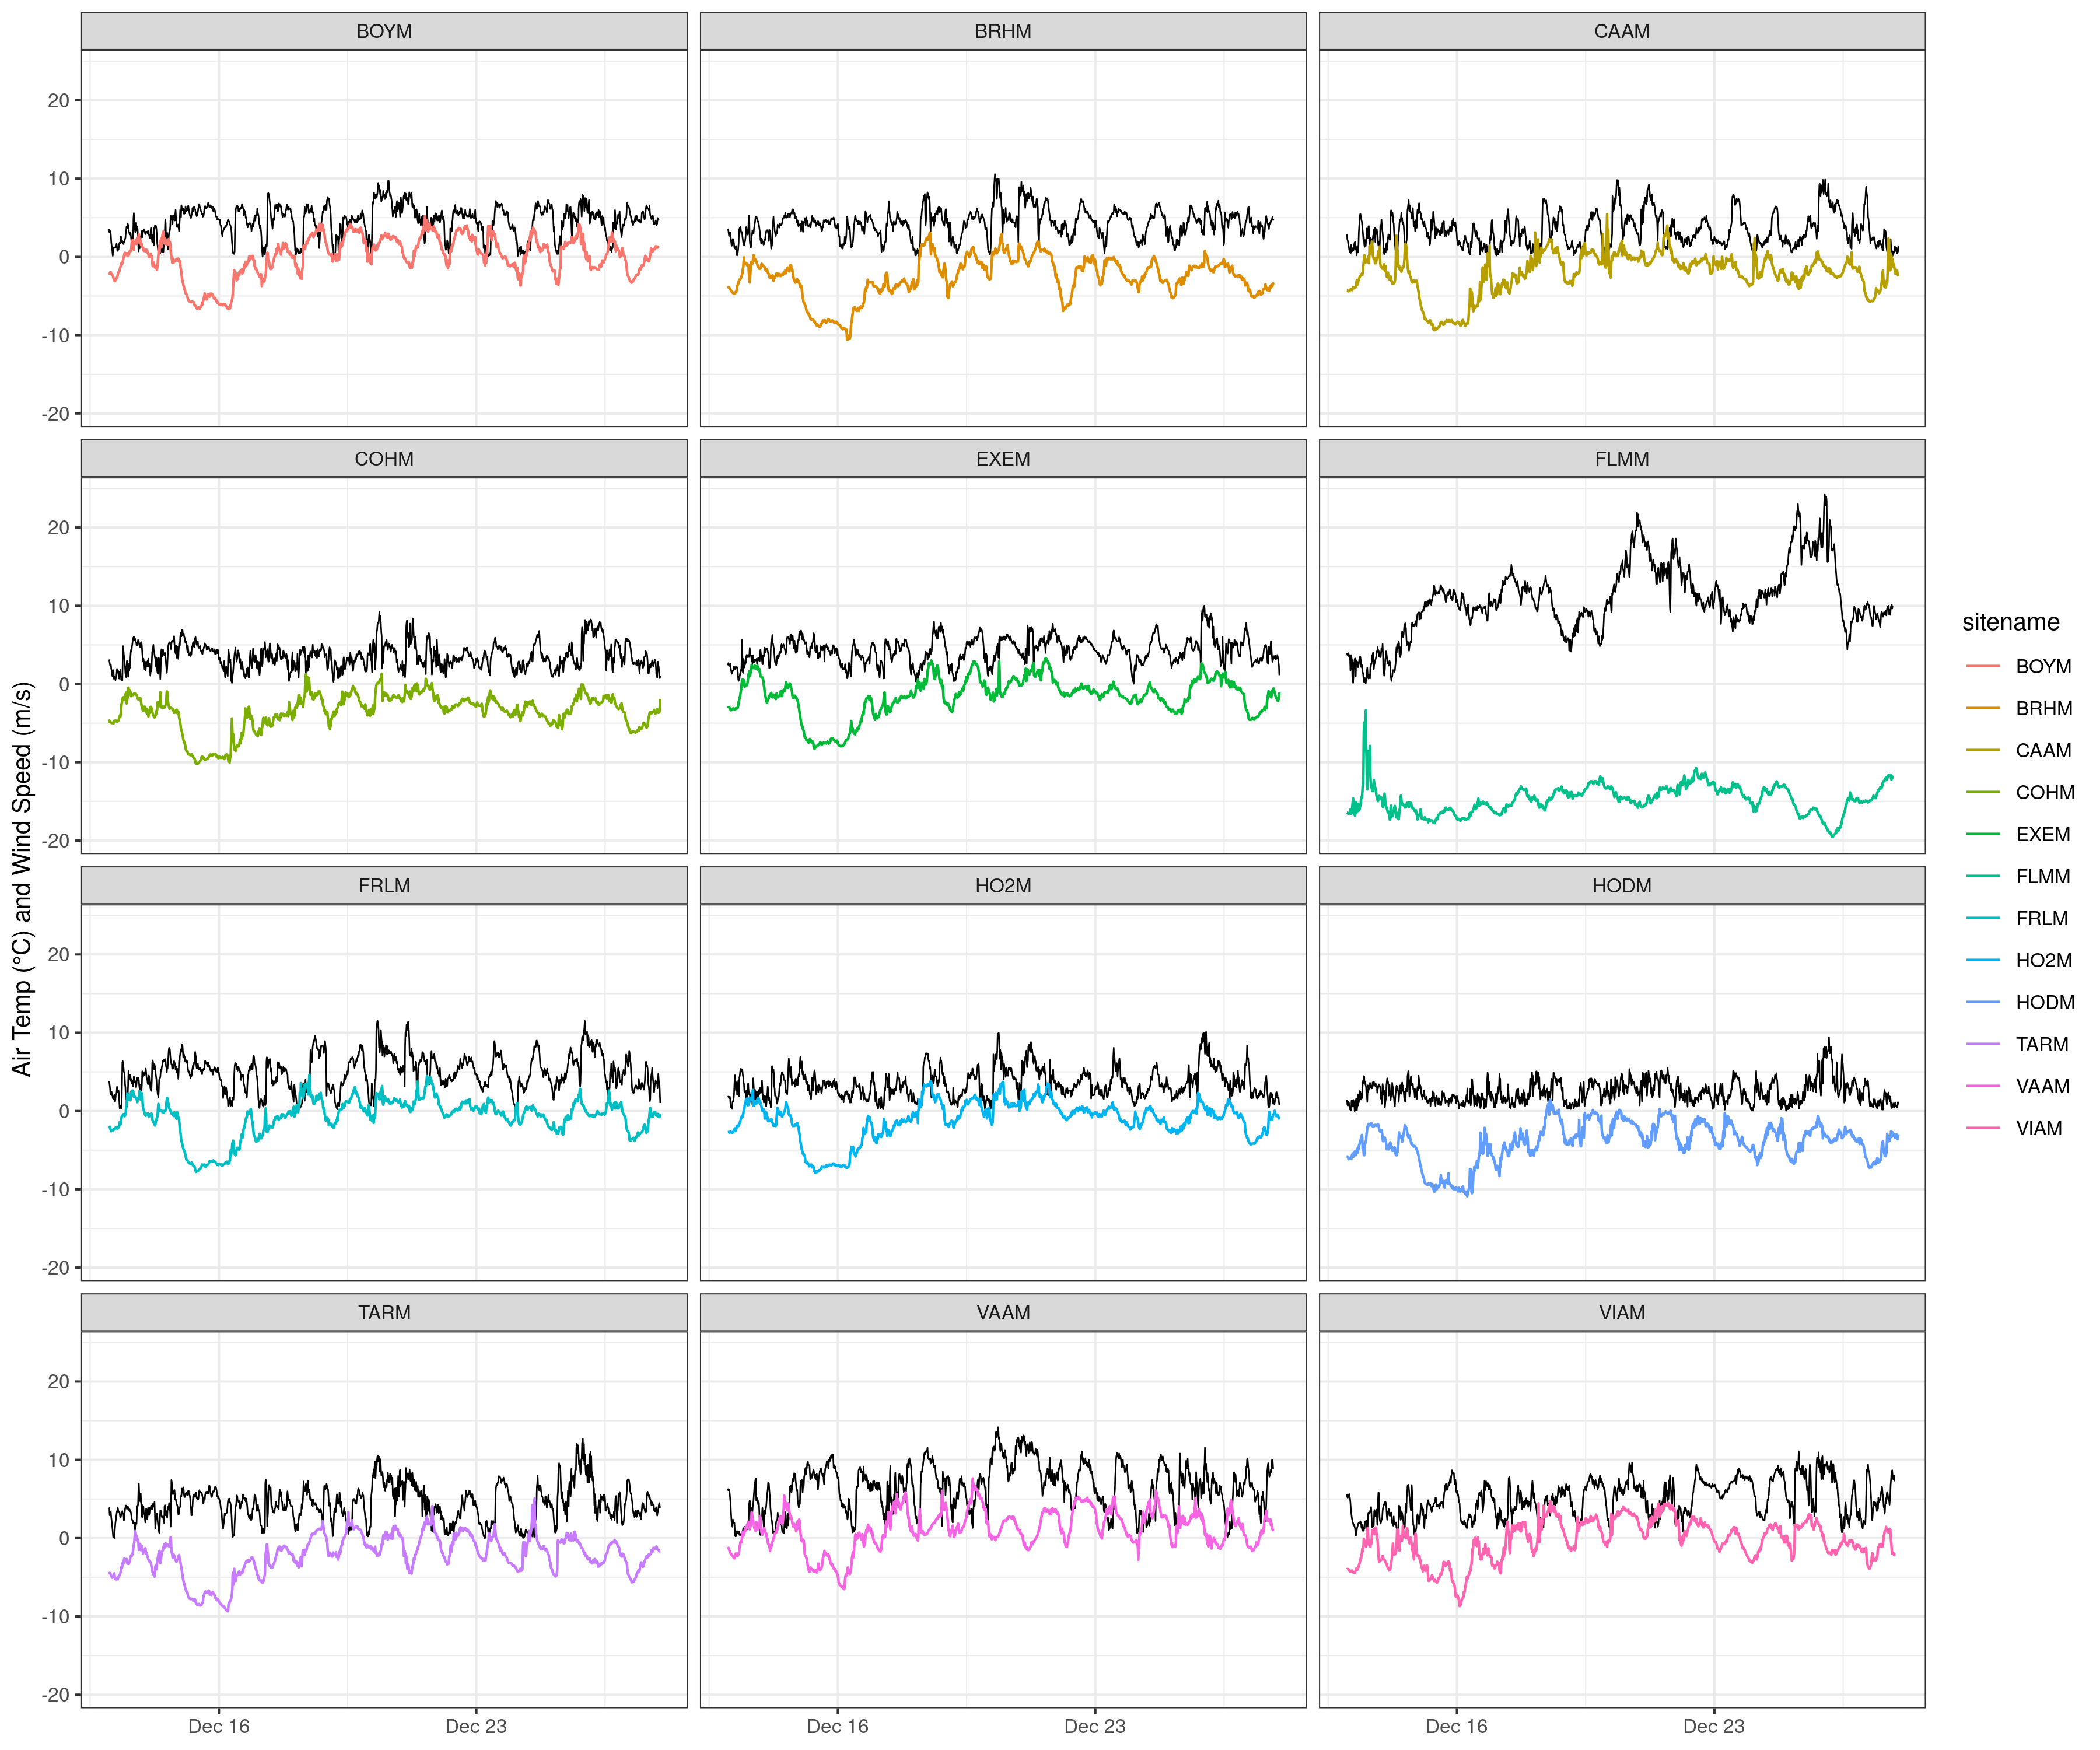 BOYM BRHM CAAM
20
10
0
-10
-20
COHM EXEM FLMM
20
10
0
-10
-20
FRLM HO2M HODM
20
10
0
-10
-20
TARM VAAM VIAM
20
10
0
-10
-20
Dec 16 Dec 23 Dec 16 Dec 23 Dec 16 Dec 23
Air Temp (°C) and Wind Speed (m/s)
sitename
BOYM
BRHM
CAAM
COHM
EXEM
FLMM
FRLM
HO2M
HODM
TARM
VAAM
VIAM